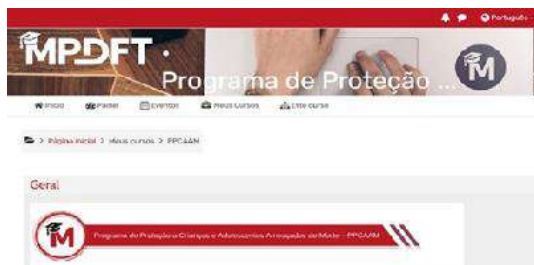 Português
MPDFT ·
Programa de Proteção ...
M
Início Painel Eventos Meus Cursos Este curso
> Página inicial > Meus cursos > PPCAAM
Geral
M
Programa de Proteção a Crianças e Adolescentes Ameaçados de Morte - PPCAAM